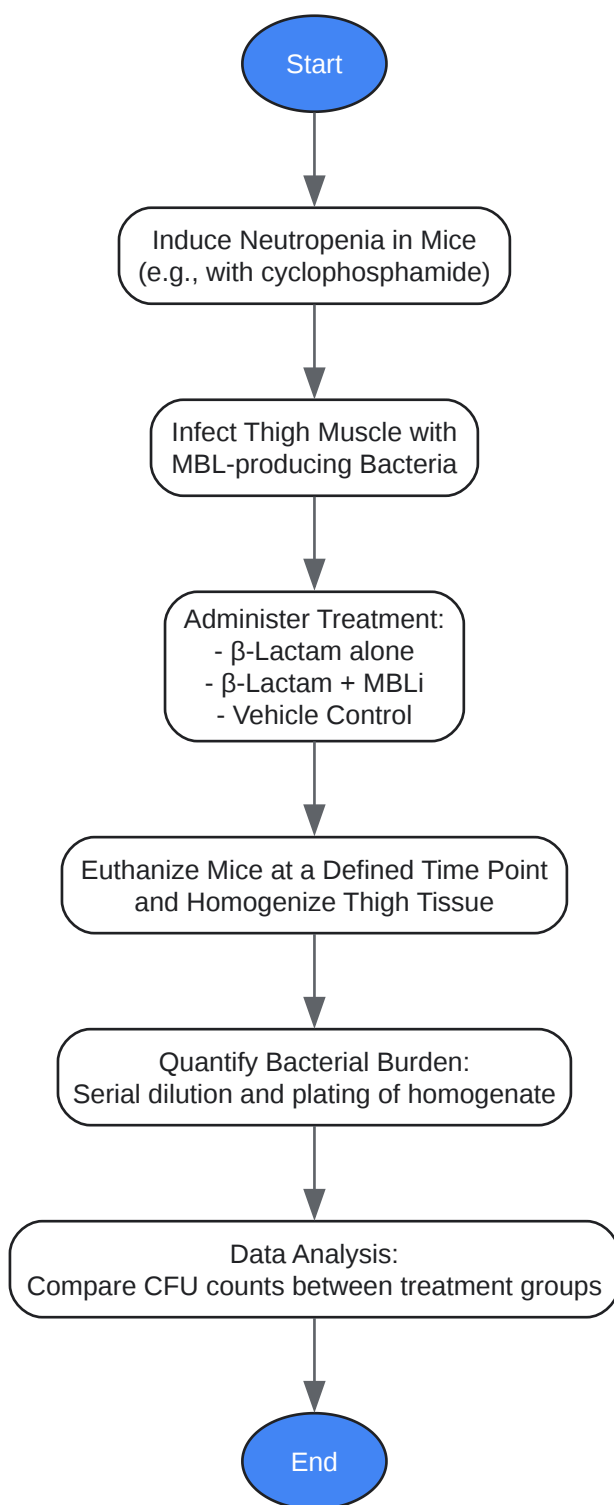 Start
Induce Neutropenia in Mice
(e.g., with cyclophosphamide)
Infect Thigh Muscle with
MBL-producing Bacteria
Administer Treatment:
- β-Lactam alone
- β-Lactam + MBLi
- Vehicle Control
Euthanize Mice at a Defined Time Point
and Homogenize Thigh Tissue
Quantify Bacterial Burden:
Serial dilution and plating of homogenate
Data Analysis:
Compare CFU counts between treatment groups
End